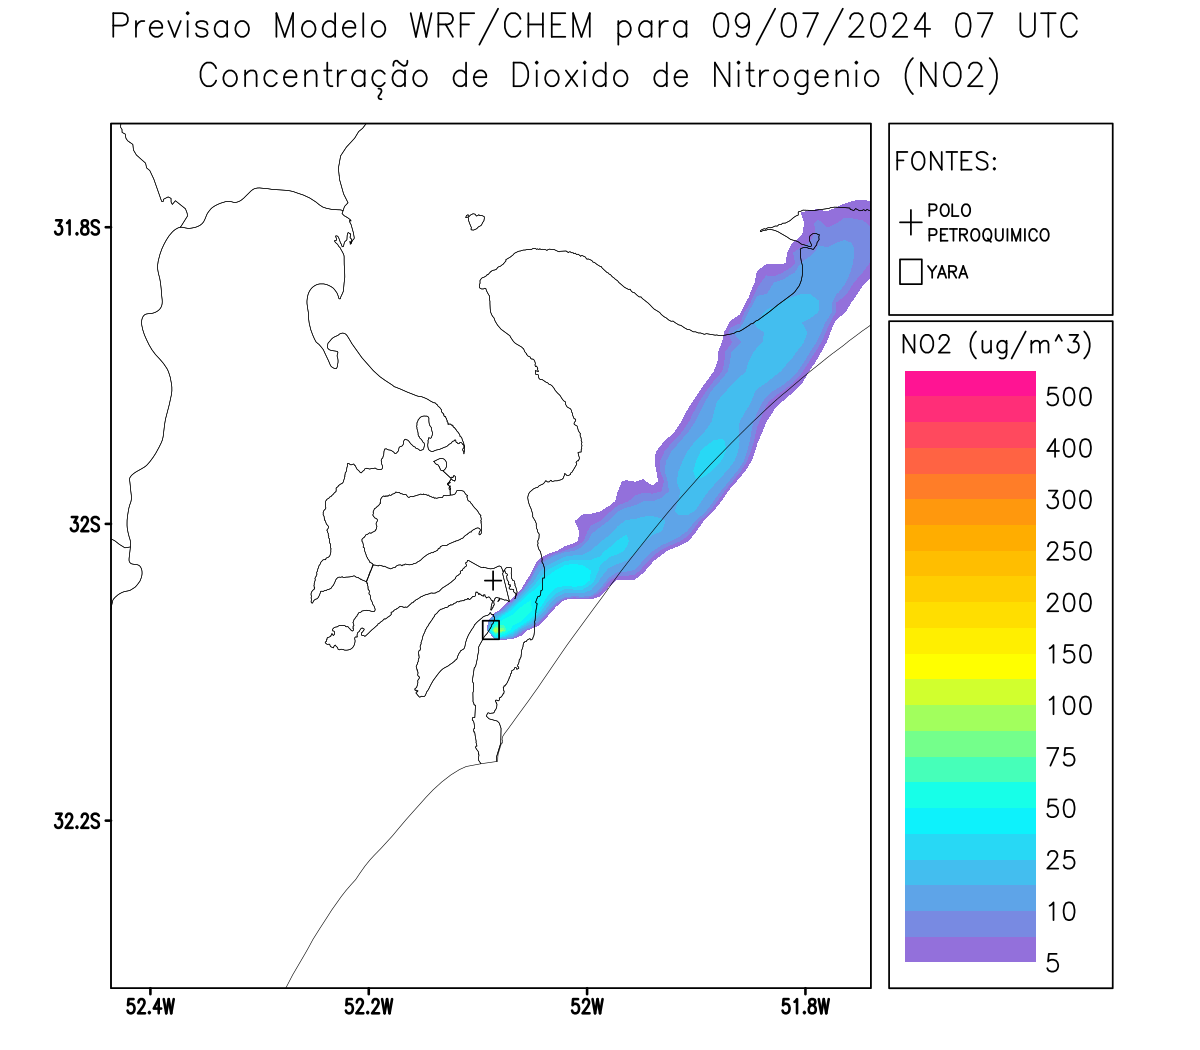 Previsao Modelo WRF/CHEM para 09/07/2024 07 UTC
Concentração de Dioxido de Nitrogenio (NO2)
FONTES:
POLO
PETROQUIMICO
YARA
NO2 (ug/m^3)
500
400
300
250
200
150
100
75
50
25
10
5
31.8S
32S
32.2S
52.4W
52.2W
52W
51.8W